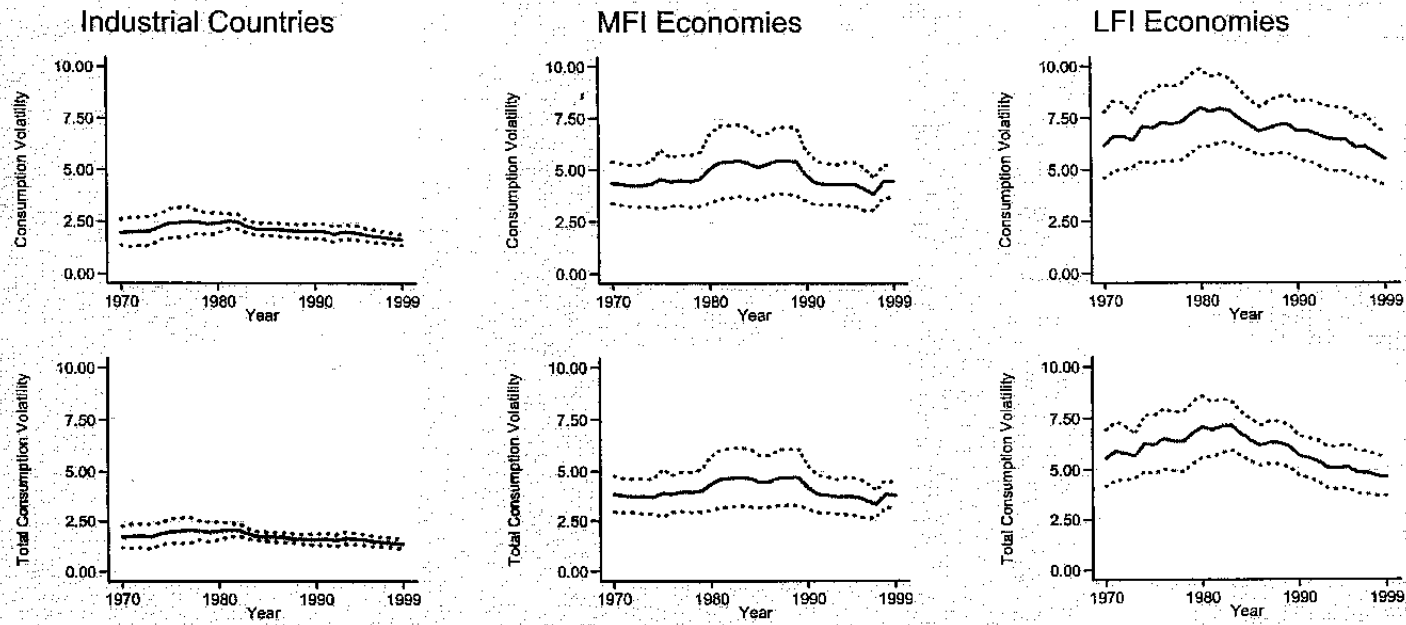 Industrial Countries
MFI Economies
LFI Economies
Consumption Volatility
10.00
7.50
5.00
2.50
0.00
1970 1980 1990 1999
Year
Consumption Volatility
10.00
7.50
5.00
2.50
0.00
1970 1980 1990 1999
Year
Consumption Volatility
10.00
7.50
5.00
2.50
0.00
1970 1980 1990 1999
Year
Total Consumption Volatility
10.00
7.50
5.00
2.50
0.00
1970 1980 1990 1999
Year
Total Consumption Volatility
10.00
7.50
5.00
2.50
0.00
1970 1980 1990 1999
Year
Total Consumption Volatility
10.00
7.50
5.00
2.50
0.00
1970 1980 1990 1999
Year